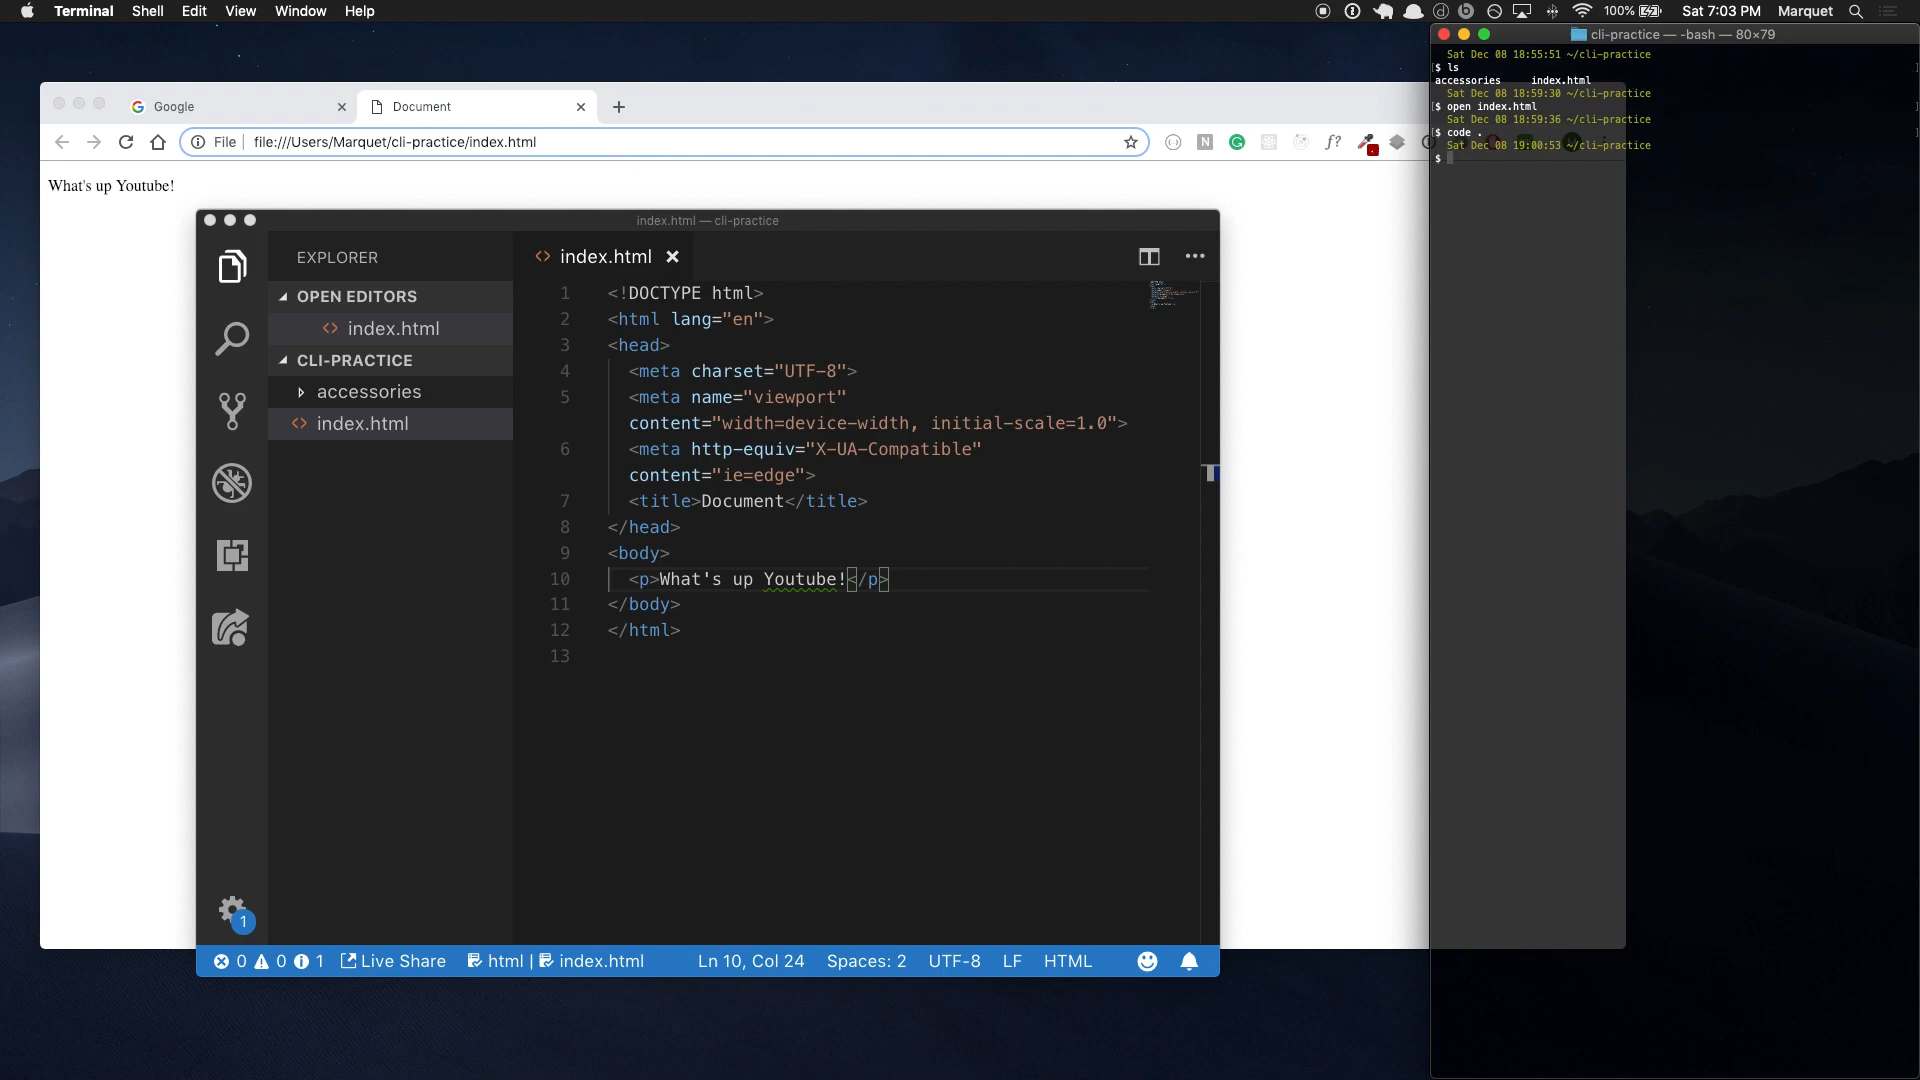 Terminal Shell Edit View Window Help
100% Sat 7:03 PM Marquet
cli-practice — -bash — 80×79
Sat Dec 08 18:55:51 ~/cli-practice
[$ ls ]
accessories index.html
Sat Dec 08 18:59:30 ~/cli-practice
[$ open index.html ]
Sat Dec 08 18:59:36 ~/cli-practice
[$ code . ]
Sat Dec 08 19:00:53 ~/cli-practice
$
Google
Document
File file:///Users/Marquet/cli-practice/index.html
N f?
What's up Youtube!
index.html — cli-practice
EXPLORER
OPEN EDITORS
<> index.html
CLI-PRACTICE
accessories
<> index.html
<> index.html
1 <!DOCTYPE html>
2 <html lang="en">
3 <head>
4 <meta charset="UTF-8">
5 <meta name="viewport"
content="width=device-width, initial-scale=1.0">
6 <meta http-equiv="X-UA-Compatible"
content="ie=edge">
7 <title>Document</title>
8 </head>
9 <body>
10 <p>What's up Youtube!</p>
11 </body>
12 </html>
13
1
0 0 1 Live Share html | index.html Ln 10, Col 24 Spaces: 2 UTF-8 LF HTML